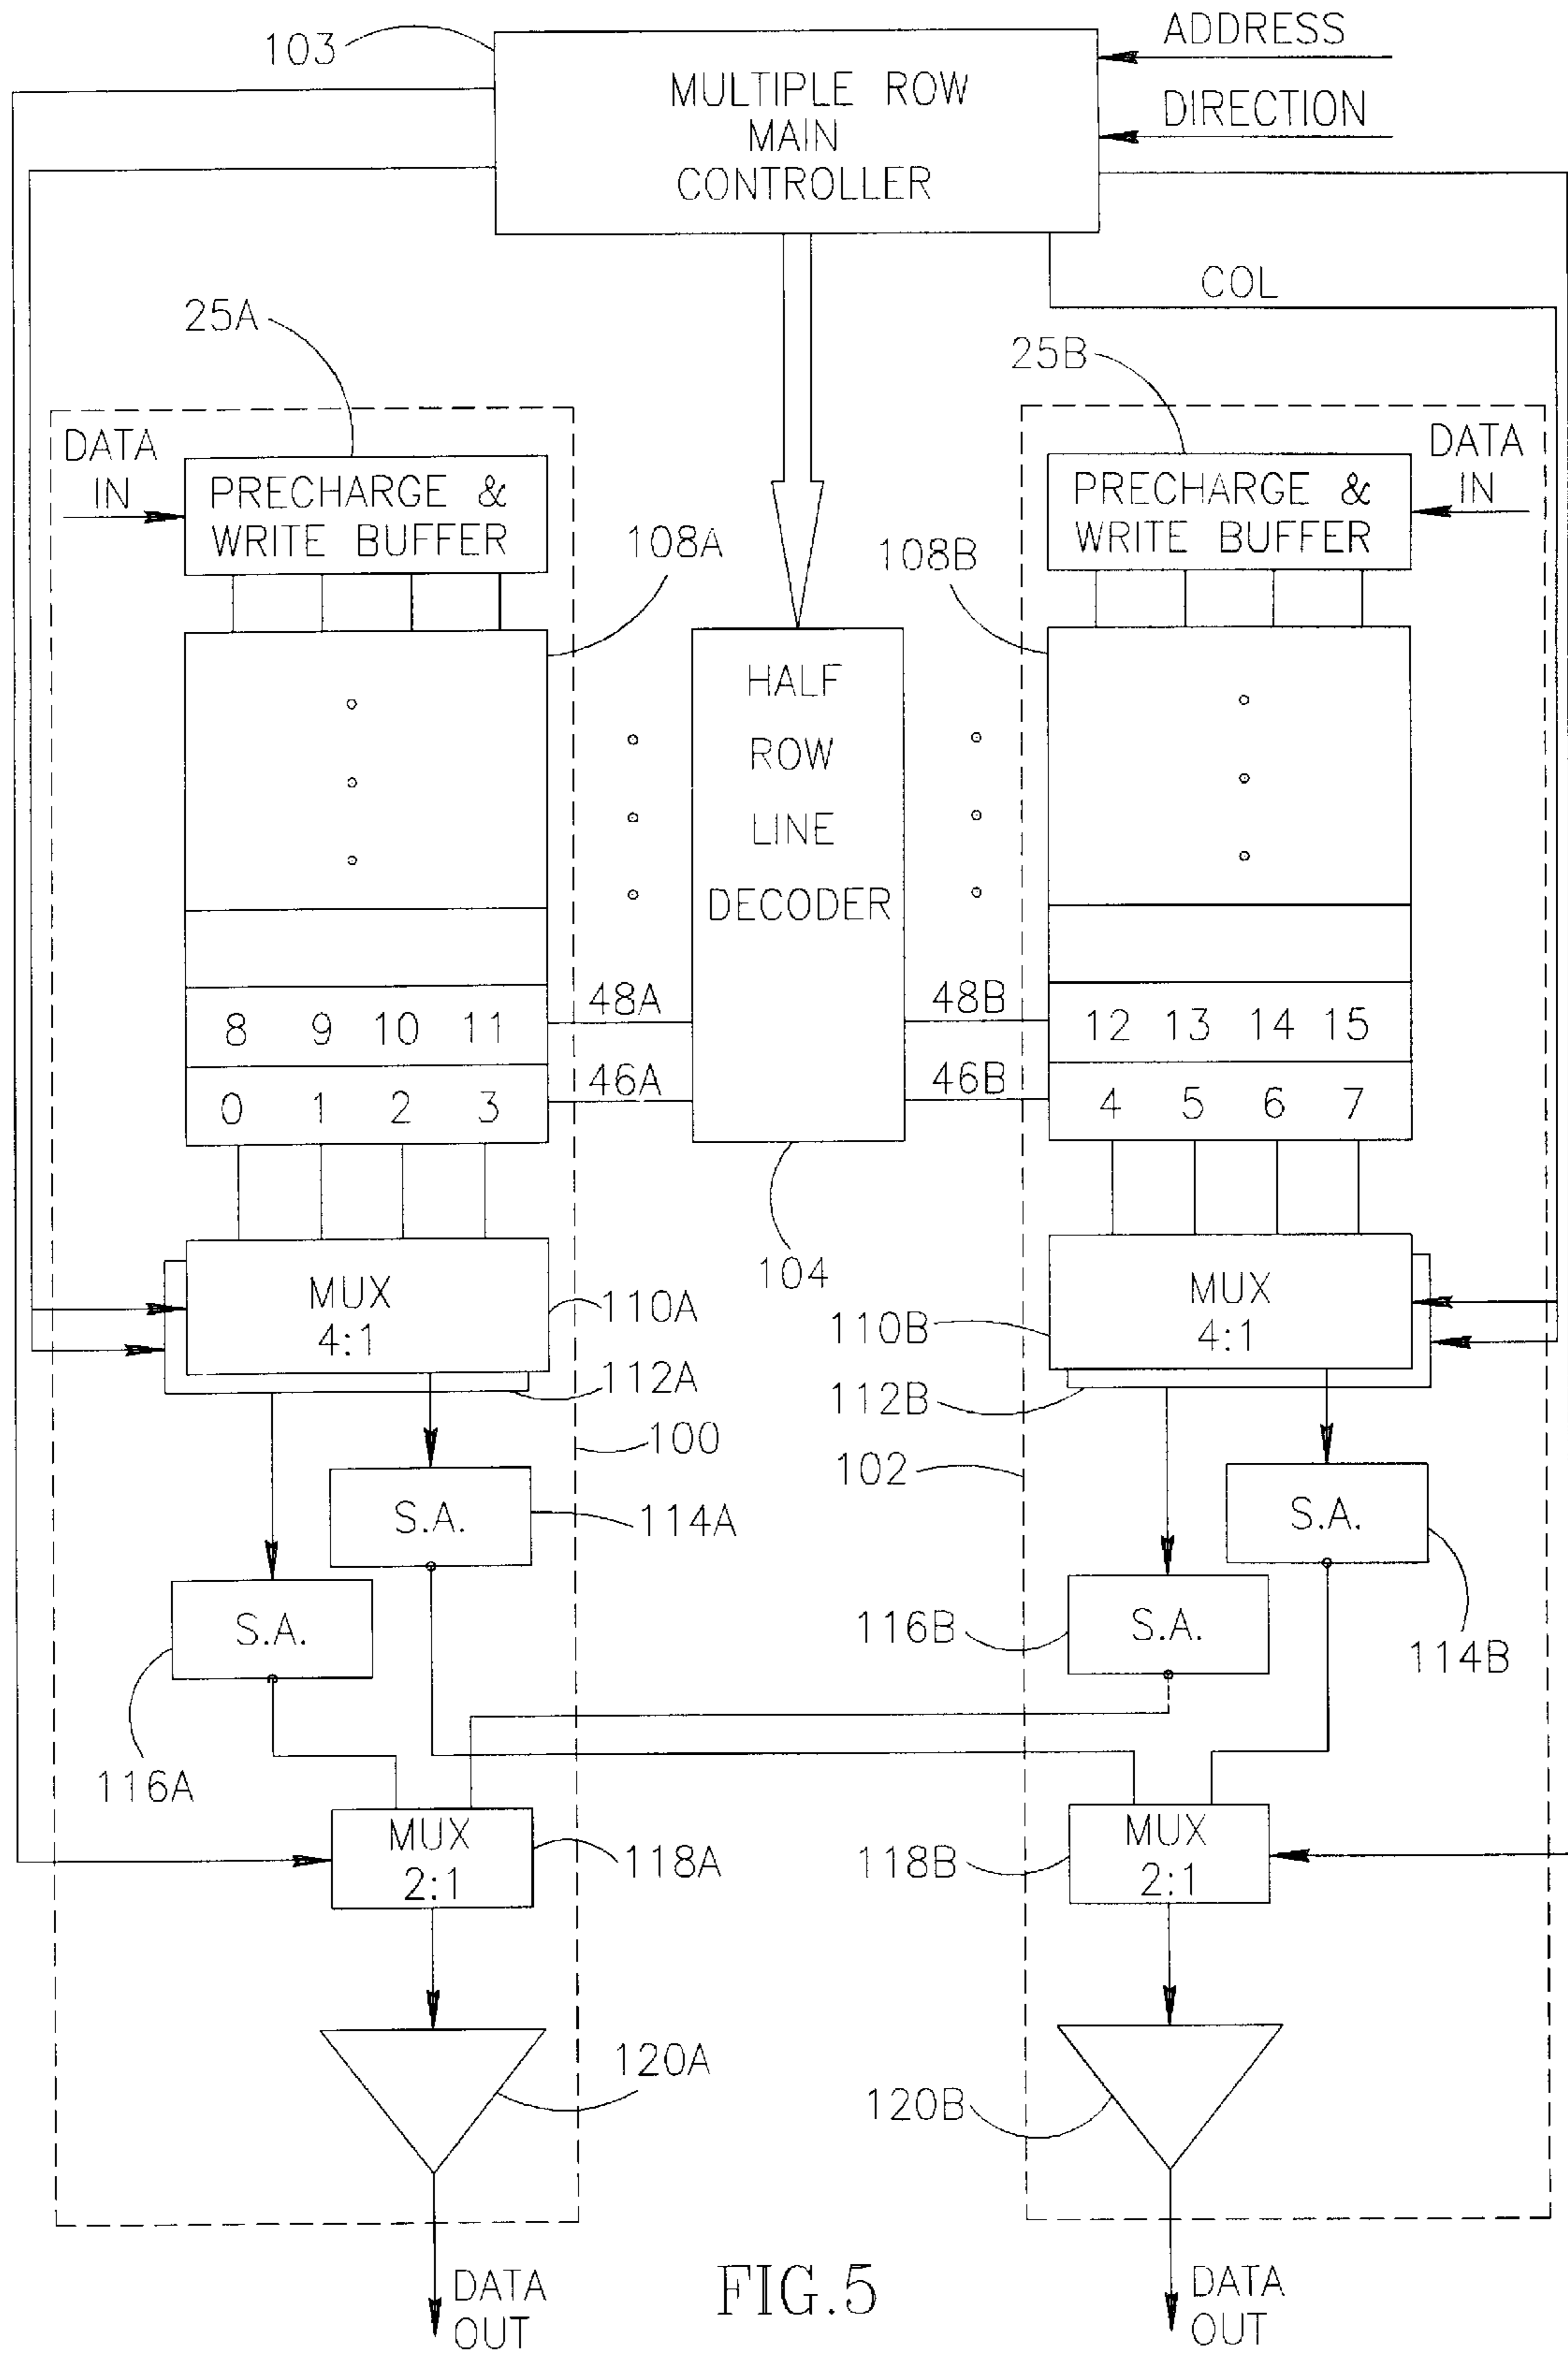 103
ADDRESS
MULTIPLE ROW
MAIN
CONTROLLER
DIRECTION
COL
25A
25B
DATA
IN
PRECHARGE &
WRITE BUFFER
PRECHARGE &
WRITE BUFFER
DATA
IN
108A
108B
HALF
ROW
LINE
DECODER
8 9 10 11
48A
48B
12 13 14 15
0 1 2 3
46A
46B
4 5 6 7
104
MUX
4:1
110A
110B
MUX
4:1
112A
112B
100
102
S.A.
114A
S.A.
S.A.
116B
S.A.
114B
116A
MUX
2:1
118A
118B
MUX
2:1
120A
120B
DATA
OUT
FIG.5
DATA
OUT